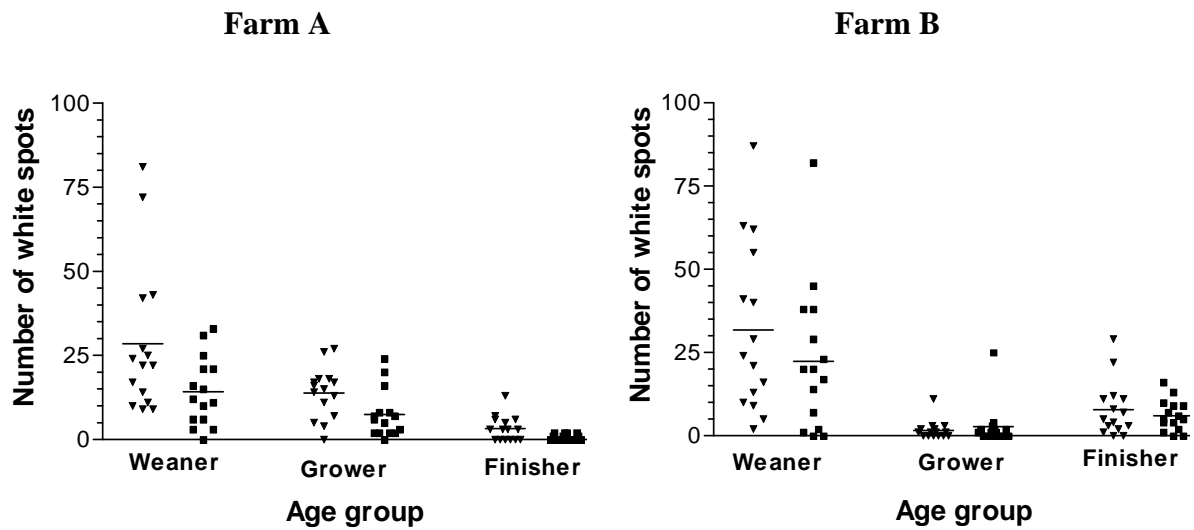 Farm A
Number of white spots
100
75
50
25
0
Weaner
Grower
Finisher
Age group
Farm B
Number of white spots
100
75
50
25
0
Weaner
Grower
Finisher
Age group